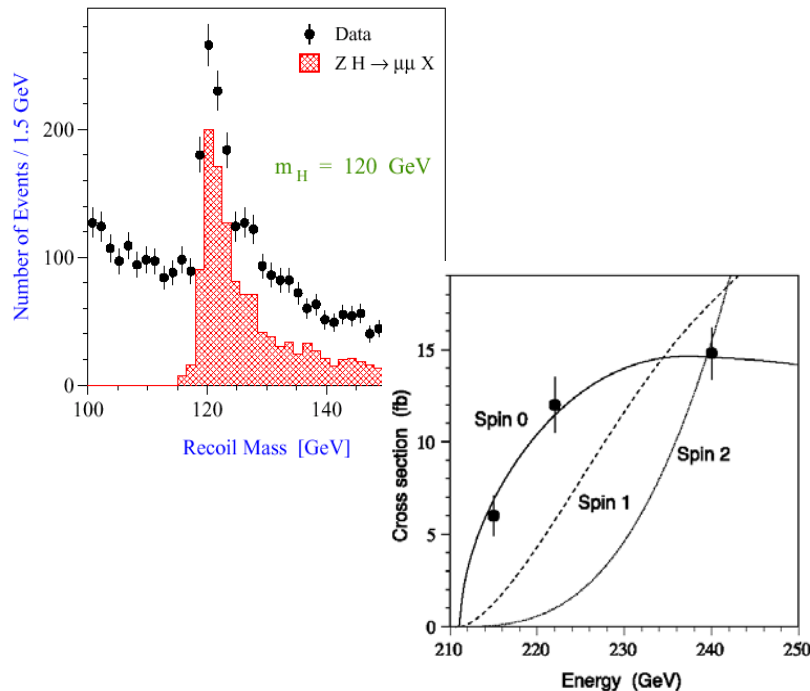 Number of Events / 1.5 GeV
200
100
0
Data
Z H → μμ X
m_H = 120 GeV
100
120
140
Recoil Mass [GeV]
Cross section (fb)
15
10
5
0
Spin 0
Spin 1
Spin 2
210
220
230
240
250
Energy (GeV)